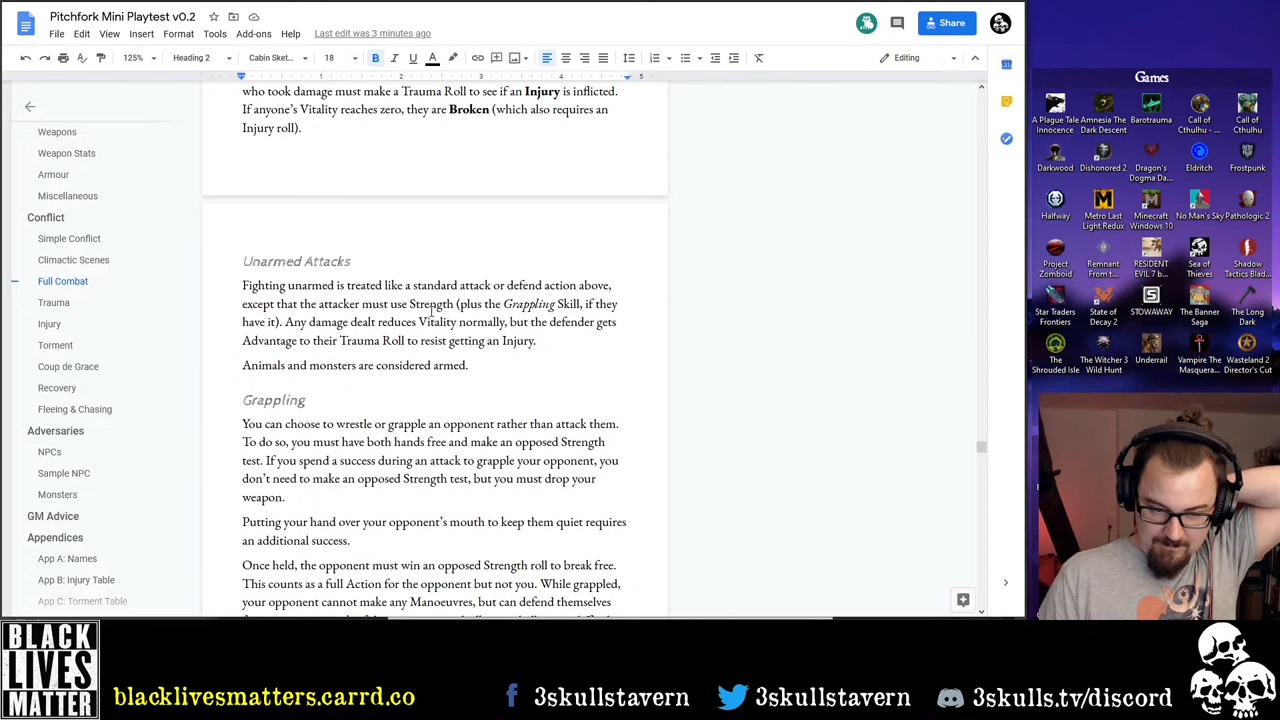 Pitchfork Mini Playtest v0.2
File Edit View Insert Format Tools Add-ons Help Last edit was 3 minutes ago
Share
125% Heading 2 Cabin Sket... 18 B I U A Editing
1 2 3 4 5
Weapons
Weapon Stats
Armour
Miscellaneous
Conflict
Simple Conflict
Climactic Scenes
Full Combat
Trauma
Injury
Torment
Coup de Grace
Recovery
Fleeing & Chasing
Adversaries
NPCs
Sample NPC
Monsters
GM Advice
Appendices
App A: Names
App B: Injury Table
App C: Torment Table
who took damage must make a Trauma Roll to see if an Injury is inflicted.
If anyone's Vitality reaches zero, they are Broken (which also requires an
Injury roll).
Unarmed Attacks
Fighting unarmed is treated like a standard attack or defend action above,
except that the attacker must use Strength (plus the Grappling Skill, if they
have it). Any damage dealt reduces Vitality normally, but the defender gets
Advantage to their Trauma Roll to resist getting an Injury.
Animals and monsters are considered armed.
Grappling
You can choose to wrestle or grapple an opponent rather than attack them.
To do so, you must have both hands free and make an opposed Strength
test. If you spend a success during an attack to grapple your opponent, you
don't need to make an opposed Strength test, but you must drop your
weapon.
Putting your hand over your opponent's mouth to keep them quiet requires
an additional success.
Once held, the opponent must win an opposed Strength roll to break free.
This counts as a full Action for the opponent but not you. While grappled,
your opponent cannot make any Manoeuvres, but can defend themselves
Games
A Plague Tale Innocence
Amnesia The Dark Descent
Barotrauma
Call of Cthulhu - ...
Call of Cthulhu
Darkwood
Dishonored 2
Dragon's Dogma Da...
Eldritch
Frostpunk
Halfway
Metro Last Light Redux
Minecraft Windows 10
No Man's Sky
Pathologic 2
Project Zomboid
Remnant From t...
RESIDENT EVIL 7 b...
Sea of Thieves
Shadow Tactics Blad...
Star Traders Frontiers
State of Decay 2
STOWAWAY
The Banner Saga
The Long Dark
The Shrouded Isle
The Witcher 3 Wild Hunt
Underrail
Vampire The Masquera...
Wasteland 2 Director's Cut
BLACK
LIVES
MATTER
blacklivesmatters.carrd.co
3skullstavern
3skullstavern
3skulls.tv/discord